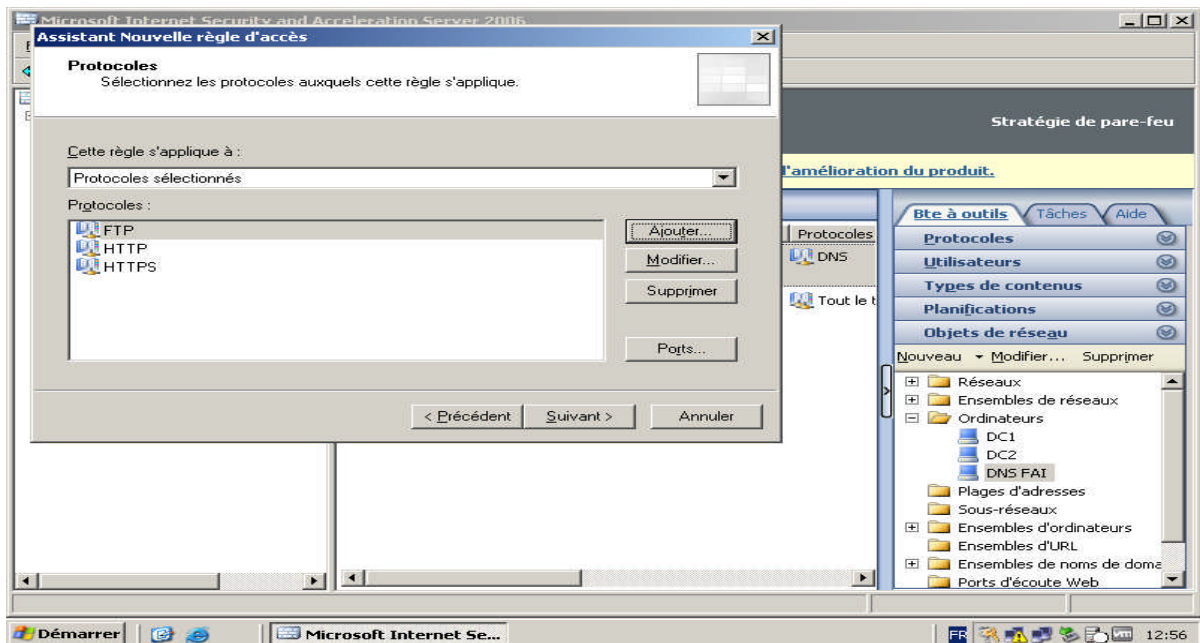 Microsoft Internet Security and Acceleration Server 2006
Assistant Nouvelle règle d'accès
Protocoles
Sélectionnez les protocoles auxquels cette règle s'applique.
Cette règle s'applique à :
Protocoles sélectionnés
Protocoles :
FTP
HTTP
HTTPS
Ajouter...
Modifier...
Supprimer
Ports...
< Précédent
Suivant >
Annuler
Stratégie de pare-feu
l'amélioration du produit.
Protocoles
DNS
Tout le t
Bte à outils
Tâches
Aide
Protocoles
Utilisateurs
Types de contenus
Planifications
Objets de réseau
Nouveau
Modifier...
Supprimer
Réseaux
Ensembles de réseaux
Ordinateurs
DC1
DC2
DNS FAI
Plages d'adresses
Sous-réseaux
Ensembles d'ordinateurs
Ensembles d'URL
Ensembles de noms de doma
Ports d'écoute Web
Démarrer
Microsoft Internet Se...
FR
12:56